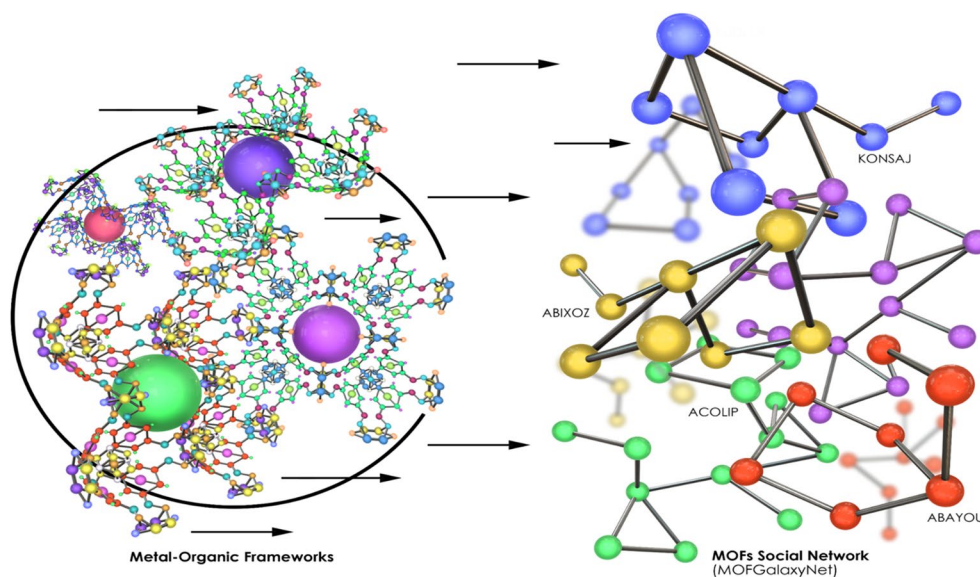 KONSAJ
ABIXOZ
ACOLIP
ABAYOU
Metal-Organic Frameworks
MOFs Social Network
(MOFGalaxyNet)